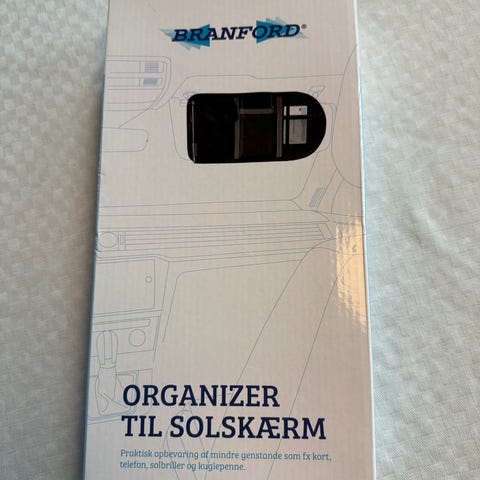 BRANFORD®
ORGANIZER
TIL SOLSKÆRM
Praktisk opbevaring af mindre genstande som fx kort,
telefon, solbriller og kuglepenne.